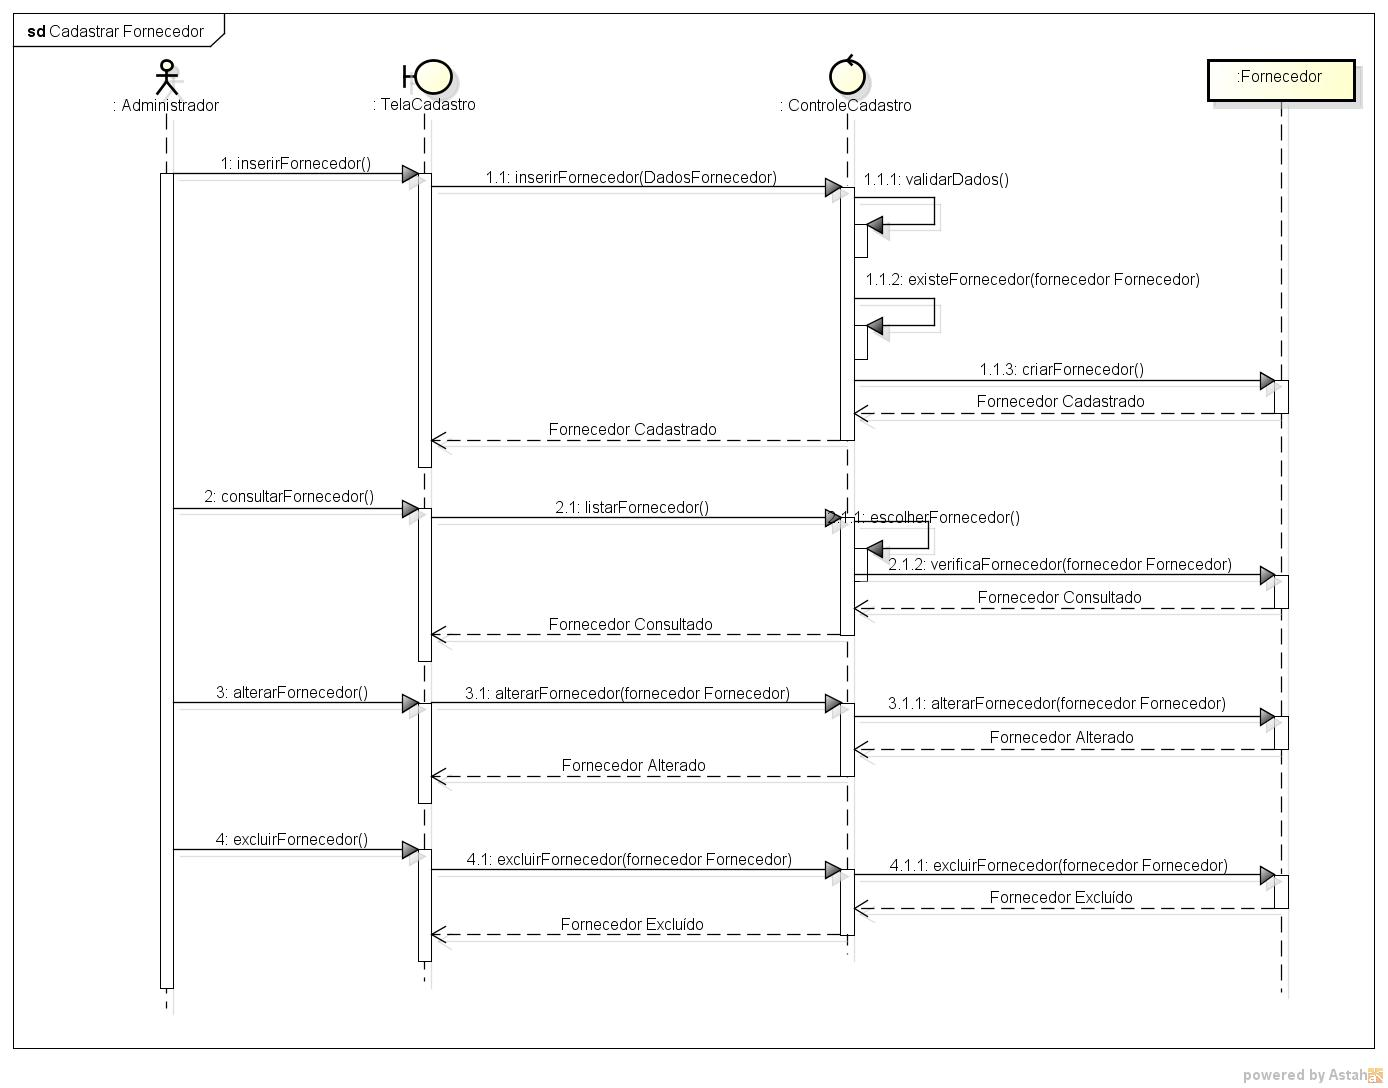 sd Cadastrar Fornecedor
: Administrador
: TelaCadastro
: ControleCadastro
:Fornecedor
1: inserirFornecedor()
1.1: inserirFornecedor(DadosFornecedor)
1.1.1: validarDados()
1.1.2: existeFornecedor(fornecedor Fornecedor)
1.1.3: criarFornecedor()
Fornecedor Cadastrado
Fornecedor Cadastrado
2: consultarFornecedor()
2.1: listarFornecedor()
2.1.1: escolherFornecedor()
2.1.2: verificaFornecedor(fornecedor Fornecedor)
Fornecedor Consultado
Fornecedor Consultado
3: alterarFornecedor()
3.1: alterarFornecedor(fornecedor Fornecedor)
3.1.1: alterarFornecedor(fornecedor Fornecedor)
Fornecedor Alterado
Fornecedor Alterado
4: excluirFornecedor()
4.1: excluirFornecedor(fornecedor Fornecedor)
4.1.1: excluirFornecedor(fornecedor Fornecedor)
Fornecedor Excluído
Fornecedor Excluído
powered by Astah